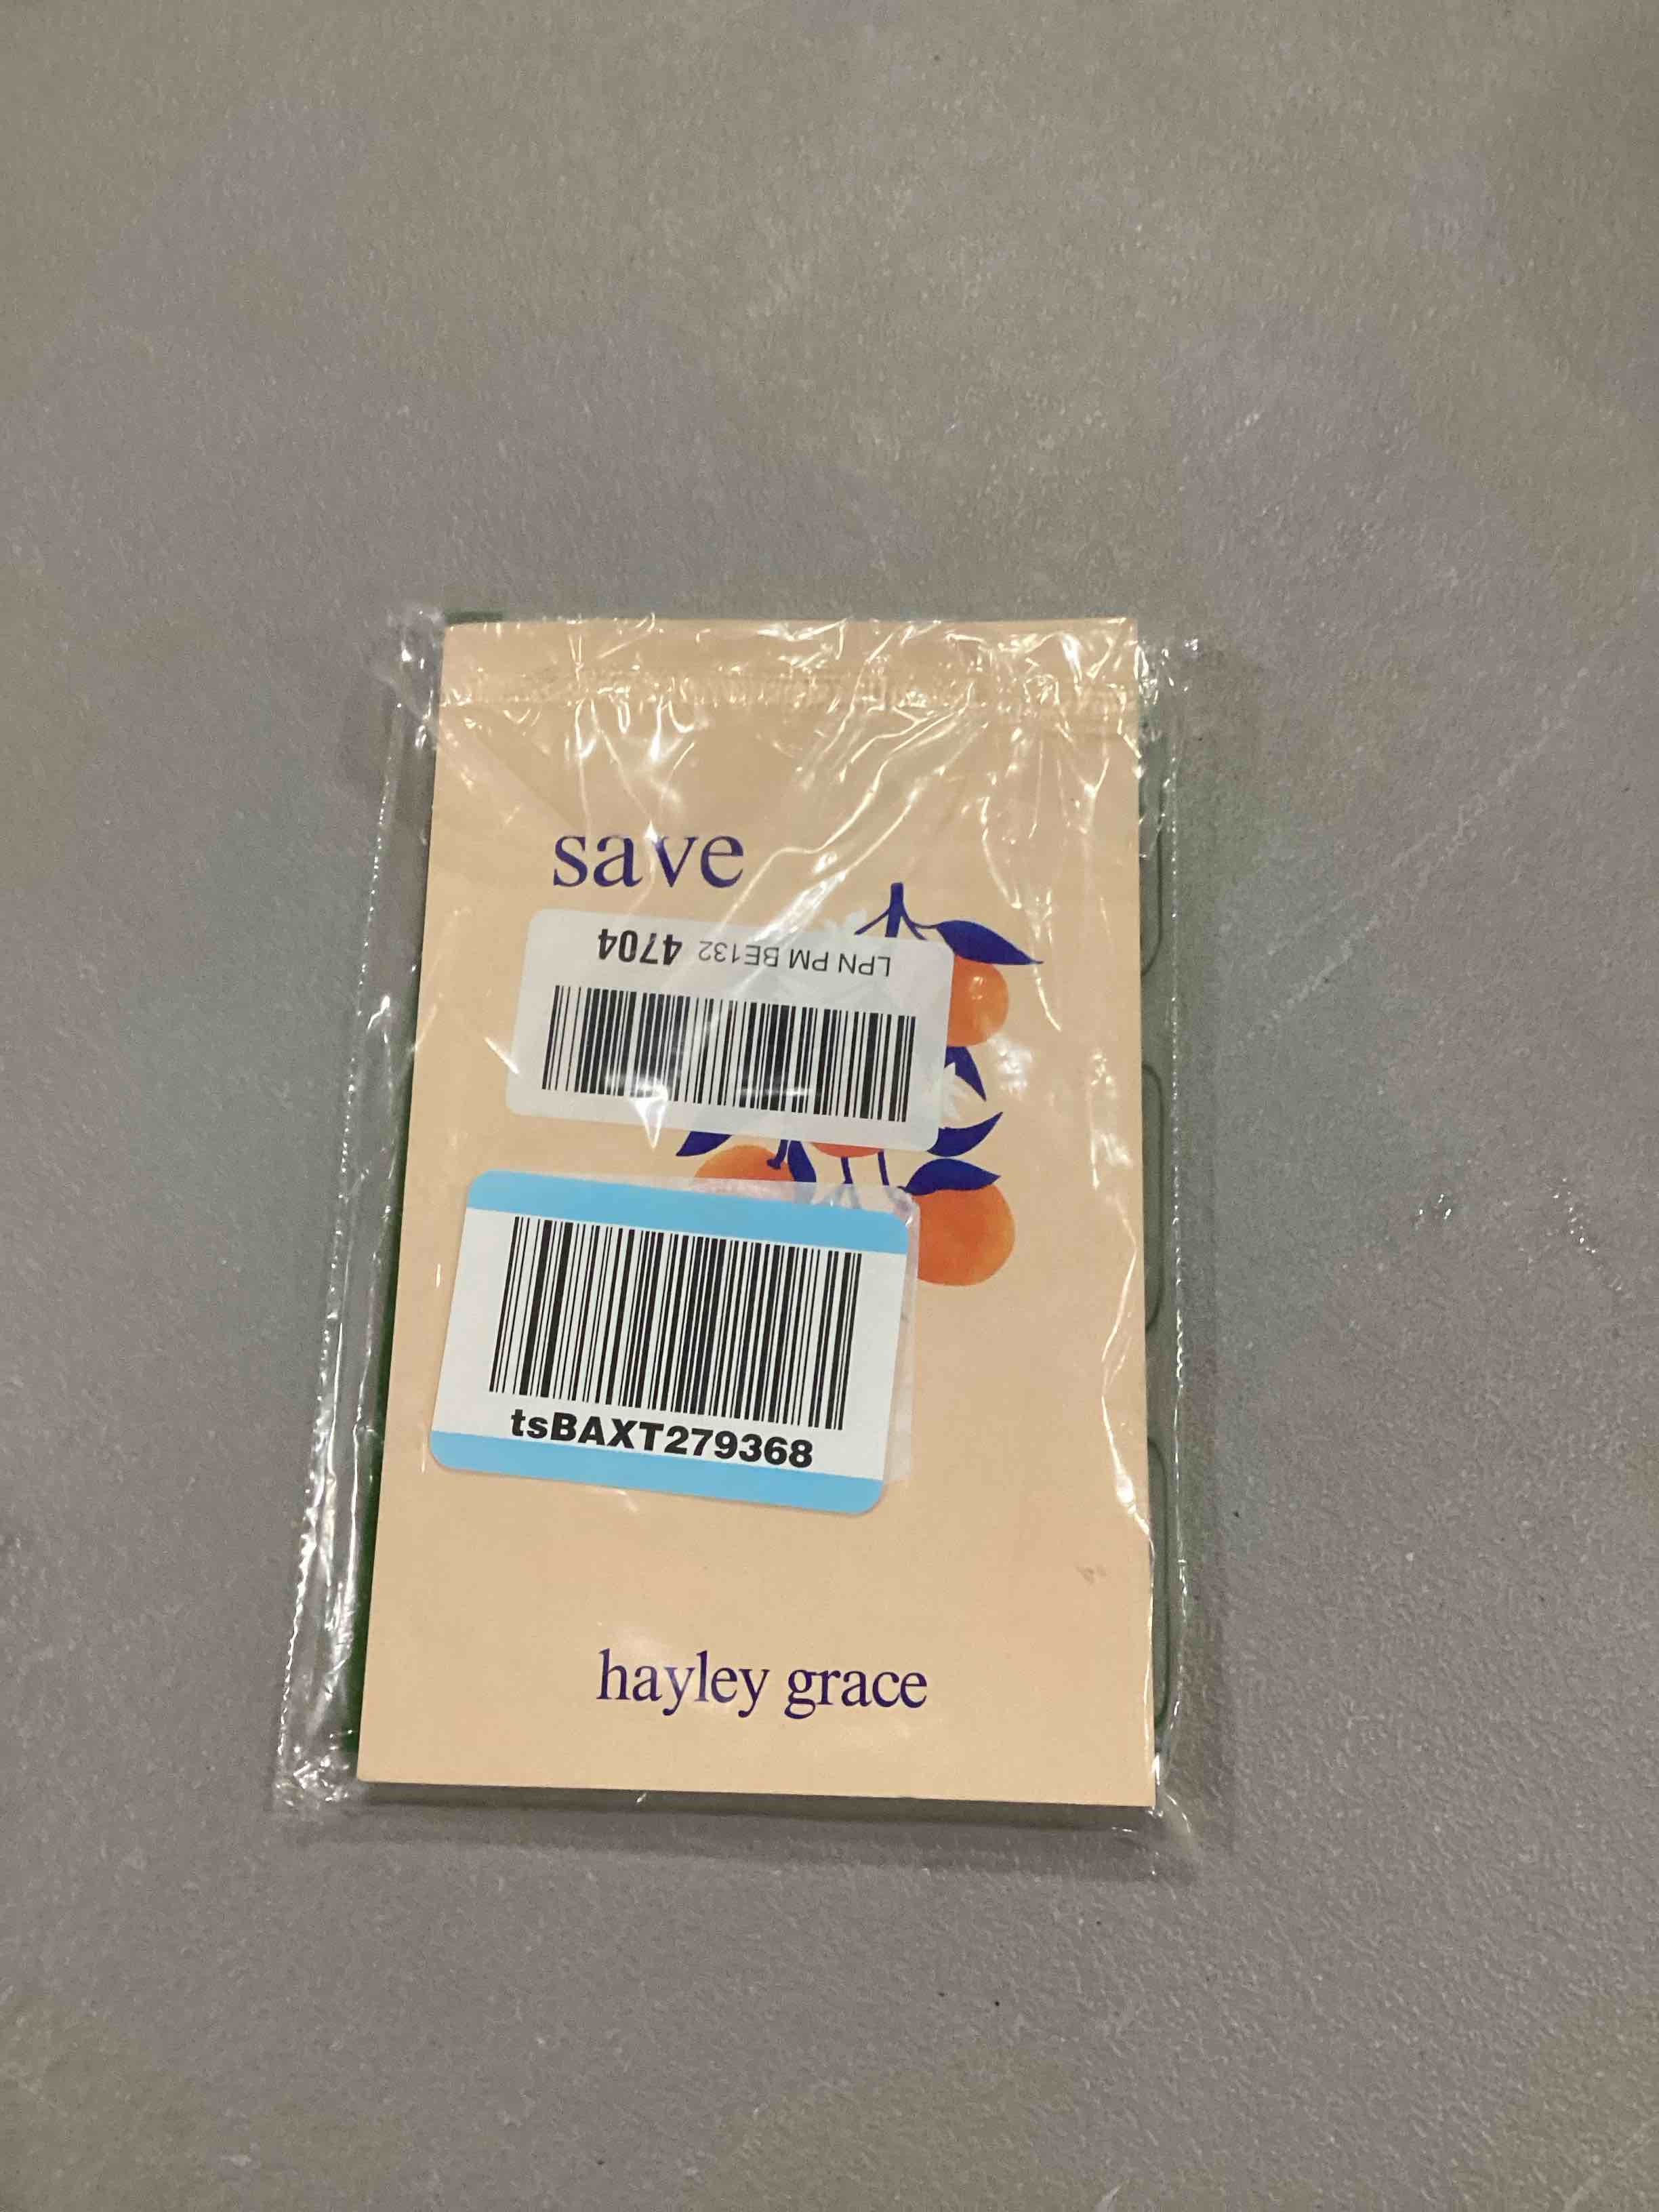 save
LPN PM BE132 4704
tsBAXT279368
hayley grace